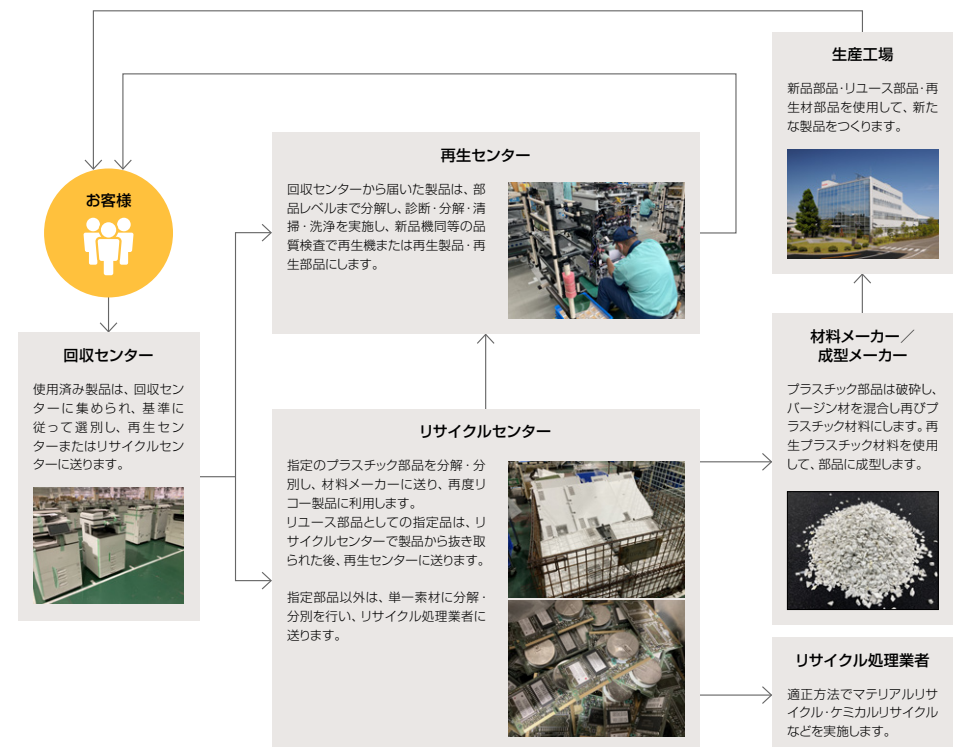 お客様
回収センター
使用済み製品は、回収セン
ターに集められ、基準に
従って選別し、再生セン
ターまたはリサイクルセン
ターに送ります。
再生センター
回収センターから届いた製品は、部
品レベルまで分解し、診断・分解・清
掃・洗浄を実施し、新品機同等の品
質検査で再生機または再生製品・再
生部品にします。
リサイクルセンター
指定のプラスチック部品を分解・分
別し、材料メーカーに送り、再度リ
コー製品に利用します。
リユース部品としての指定品は、リ
サイクルセンターで製品から抜き取
られた後、再生センターに送ります。
指定部品以外は、単一素材に分解・
分別を行い、リサイクル処理業者に
送ります。
生産工場
新品部品・リユース部品・再
生材部品を使用して、新た
な製品をつくります。
材料メーカー／
成型メーカー
プラスチック部品は破砕し、
バージン材を混合し再びプ
ラスチック材料にします。再
生プラスチック材料を使用
して、部品に成型します。
リサイクル処理業者
適正方法でマテリアルリサ
イクル・ケミカルリサイクル
などを実施します。